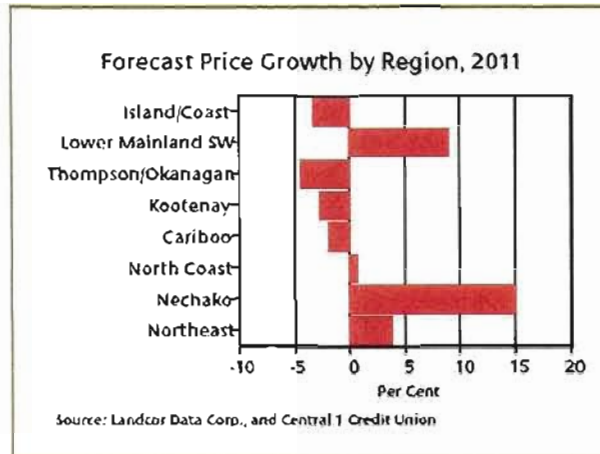 Forecast Price Growth by Region, 2011
Island/Coast
Lower Mainland SW
Thompson/Okanagan
Kootenay
Cariboo
North Coast
Nechako
Northeast
-10 -5 0 5 10 15 20
Per Cent
Source: Landcor Data Corp., and Central 1 Credit Union